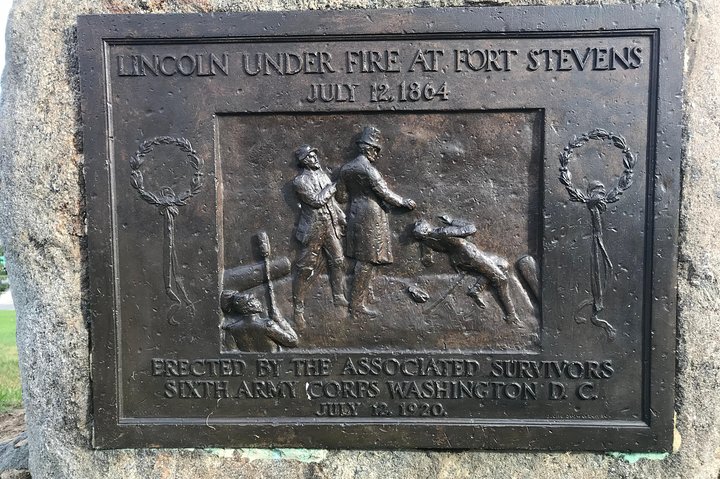 LINCOLN UNDER FIRE AT FORT STEVENS
JULY 12, 1864
ERECTED BY THE ASSOCIATED SURVIVORS
SIXTH ARMY CORPS WASHINGTON D. C.
JULY 12, 1920.